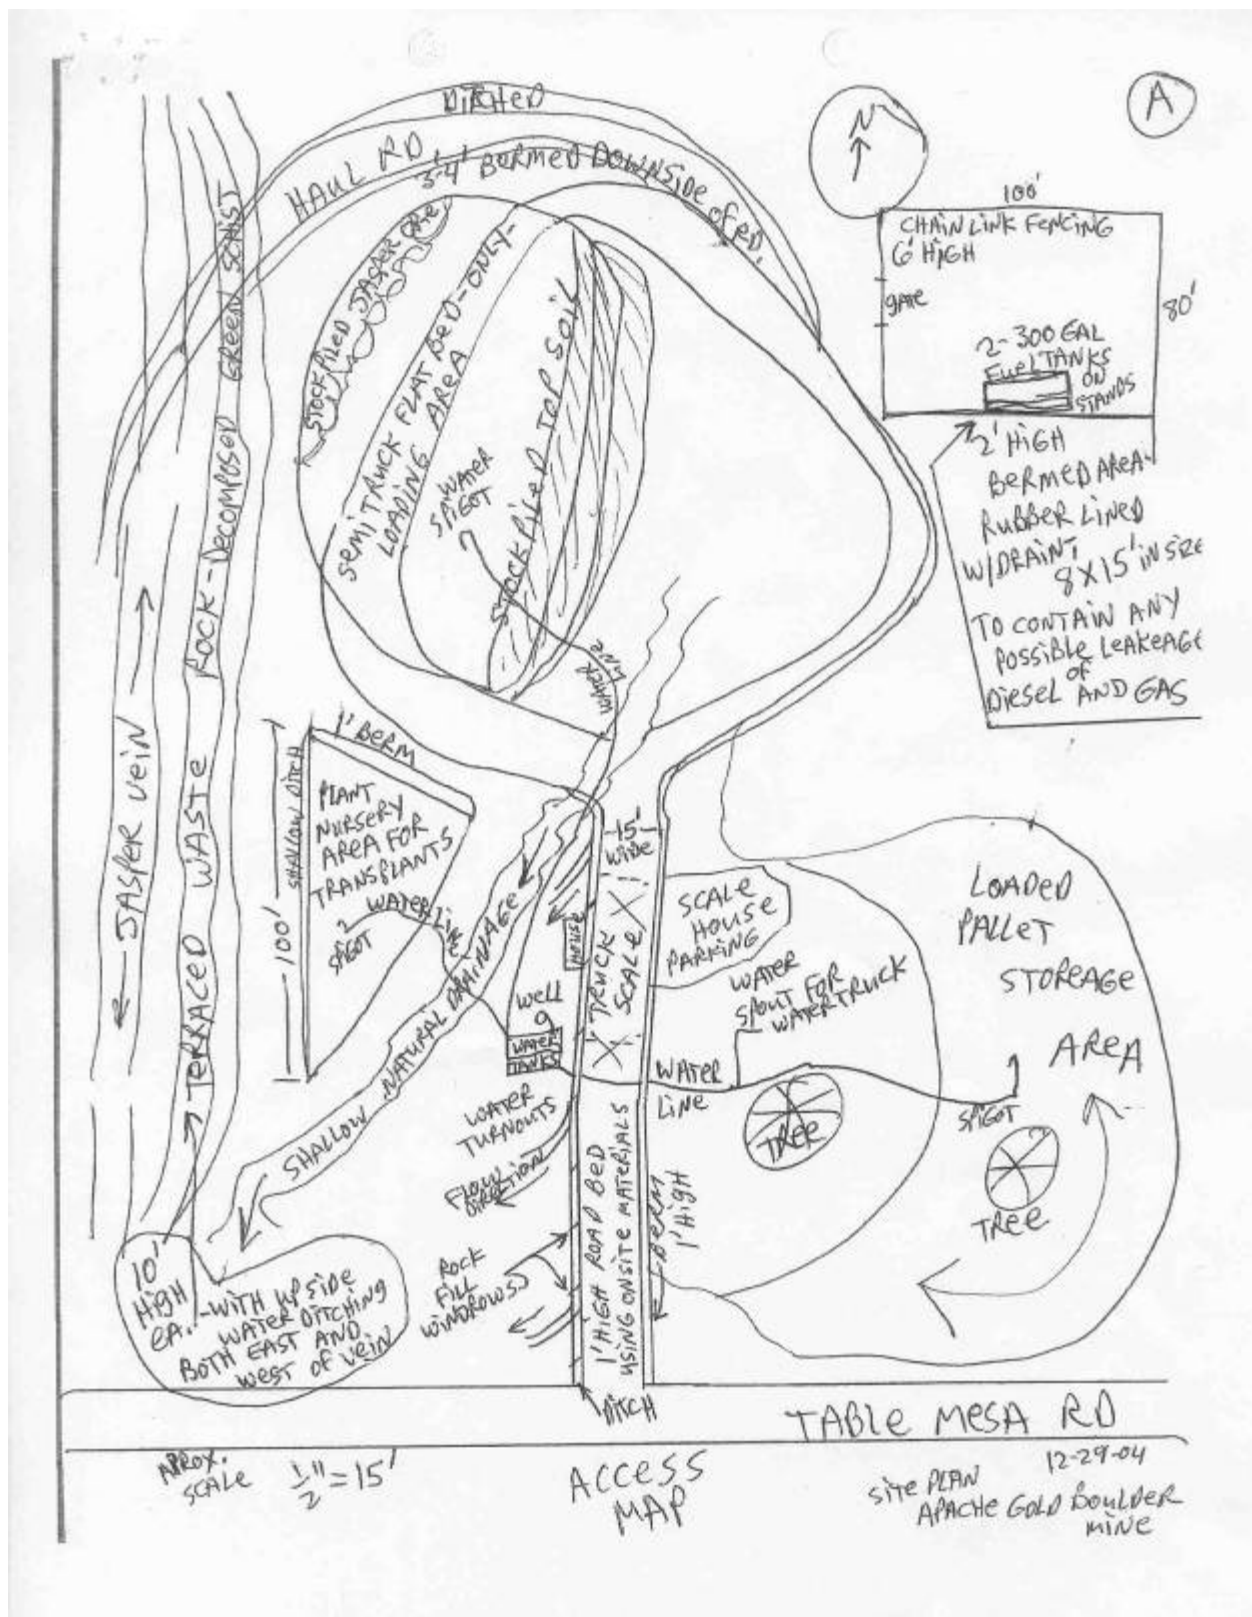 A
N
DITCHED
HAUL RD.
3-4' BERMED DOWNSIDE OF RD.
100'
CHAIN LINK FENCING
6' HIGH
GATE
80'
2-300 GAL
FUEL TANKS
ON
STANDS
2' HIGH
BERMED AREA
RUBBER LINED
W/DRAIN,
8X15' IN SIZE
TO CONTAIN ANY
POSSIBLE LEAKEAGE
OF
DIESEL AND GAS
STOCKPILED JASPER ORE
SEMI TRUCK FLAT BED-ONLY-
LOADING AREA
WATER
SPIGOT
STOCKPILED TOP SOIL
WATER
LINE
JASPER VEIN
TERRACED WASTE ROCK-DECOMPOSED GREEN SCHIST
1' BERM
SHALLOW DITCH
100'
PLANT
NURSERY
AREA FOR
TRANSPLANTS
WATER LINE
SPIGOT
SHALLOW NATURAL DRAINAGE
15'
WIDE
HOUSE
TRUCK
SCALE
SCALE
HOUSE
PARKING
WELL
WATER
TANKS
WATER
SPOUT FOR
WATER TRUCK
WATER
LINE
LOADED
PALLET
STOREAGE
AREA
SPIGOT
TREE
TREE
WATER
TURNOUTS
FLOW
DIRECTION
ROCK
FILL
WINDROWS
1' HIGH ROAD BED
USING ONSITE MATERIALS
BERM
1' HIGH
10'
HIGH
EA.-WITH UPSIDE
WATER DITCHING
BOTH EAST AND
WEST OF VEIN
DITCH
TABLE MESA RD
APROX.
SCALE
1/2"=15'
ACCESS
MAP
12-29-04
SITE PLAN
APACHE GOLD BOULDER
MINE